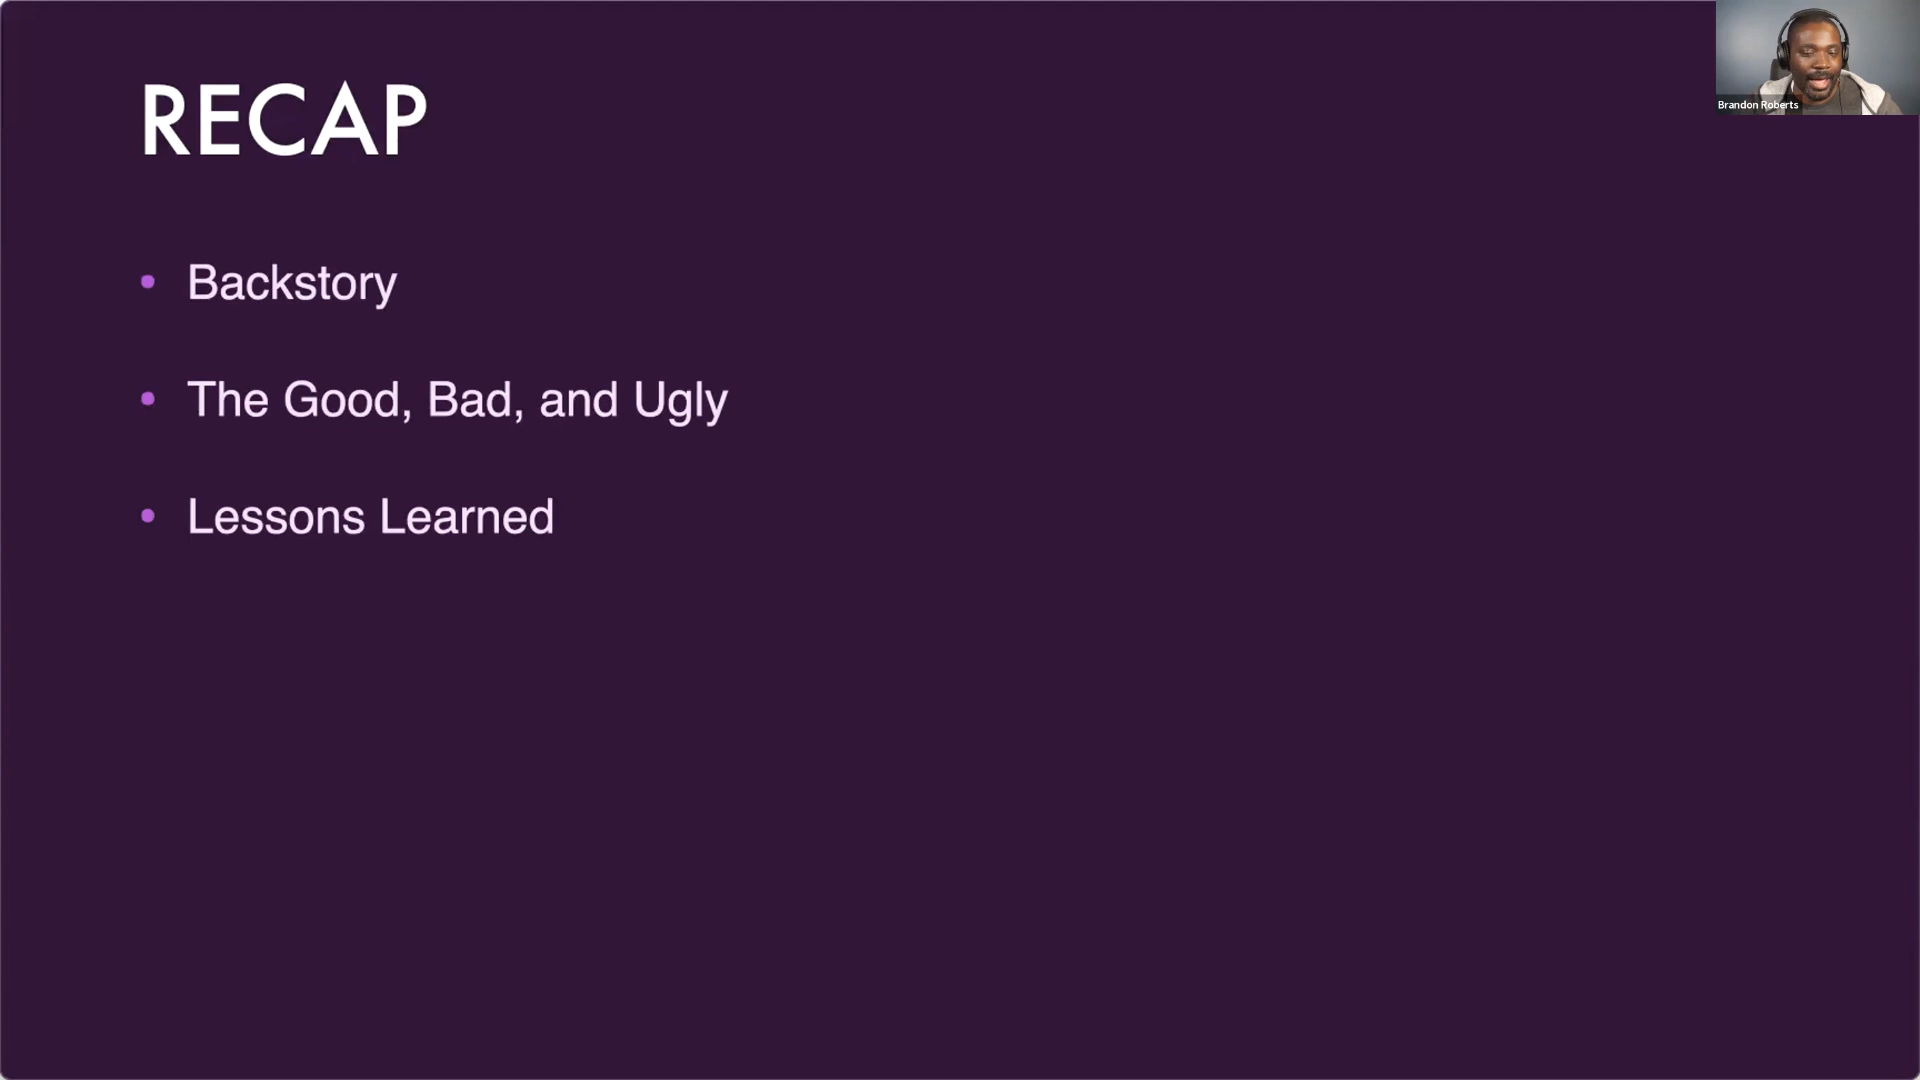 RECAP
Brandon Roberts
• Backstory
• The Good, Bad, and Ugly
• Lessons Learned